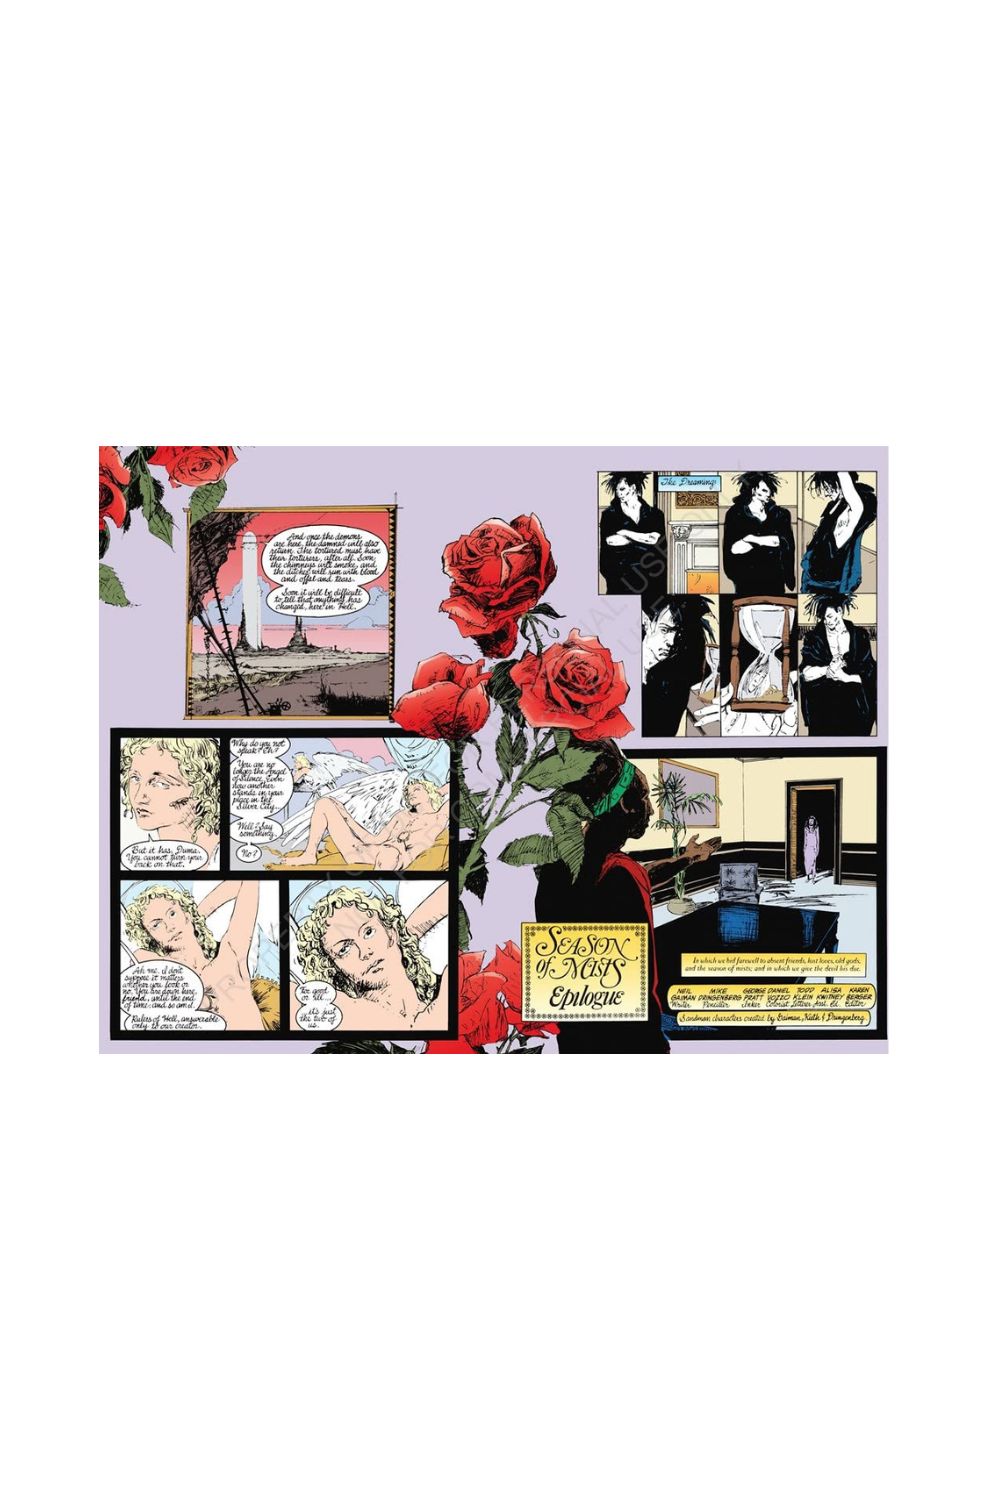 And once the demons
are here, the damned will also
return. The tortured must have
their torturers, after all. Soon
the chimneys will smoke, and
the ditches will run with blood
and offal and tears.
Soon it will be difficult
to tell that anything has
changed, here in Hell.
But it has, Duma.
You cannot turn your
back on that.
Why do you not
speak? Eh?
You are no
longer the Angel
of Silence. Even
now another
stands in your
place in the
Silver City...
Well? Say
something.
No?
Ah me. I don't
suppose it matters
whether you talk or
no. You are down here,
friend, until the end
of time: and so am I.
Rulers of Hell, answerable
only to our creator.
For good
or ill...
it's just
the two of
us.
The Dreaming:
SEASON
of MISTS
Epilogue
In which we bid farewell to absent friends, lost loves, old gods,
and the season of mists; and in which we give the devil his due.
NEIL MIKE GEORGE DANIEL TODD ALISA KAREN
GAIMAN DRINGENBERG PRATT VOZZO KLEIN KWITNEY BERGER
Writer Penciller Inker Colorist Letterer Asst. Ed. Editor
Sandman characters created by Gaiman, Kieth & Dringenberg.